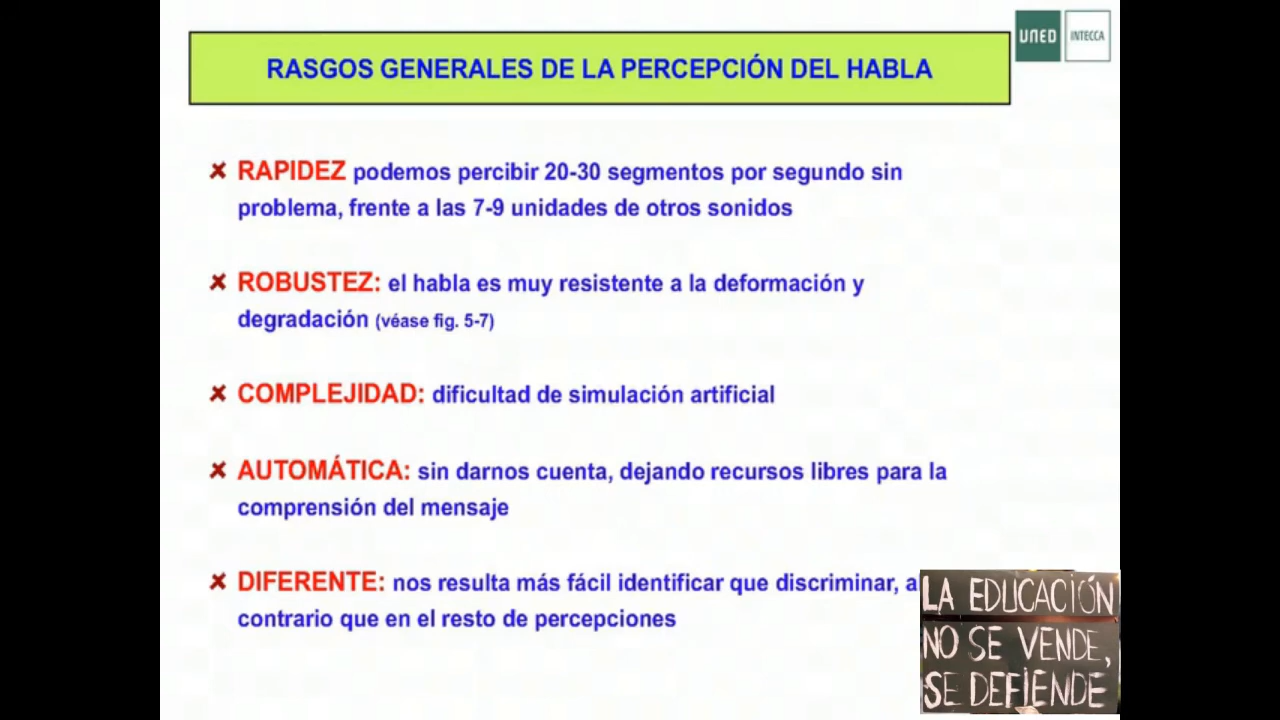 UNED INTECCA
RASGOS GENERALES DE LA PERCEPCIÓN DEL HABLA
RAPIDEZ podemos percibir 20-30 segmentos por segundo sin
problema, frente a las 7-9 unidades de otros sonidos
ROBUSTEZ: el habla es muy resistente a la deformación y
degradación (véase fig. 5-7)
COMPLEJIDAD: dificultad de simulación artificial
AUTOMÁTICA: sin darnos cuenta, dejando recursos libres para la
comprensión del mensaje
DIFERENTE: nos resulta más fácil identificar que discriminar, a
contrario que en el resto de percepciones
LA EDUCACIÓN
NO SE VENDE,
SE DEFIENDE